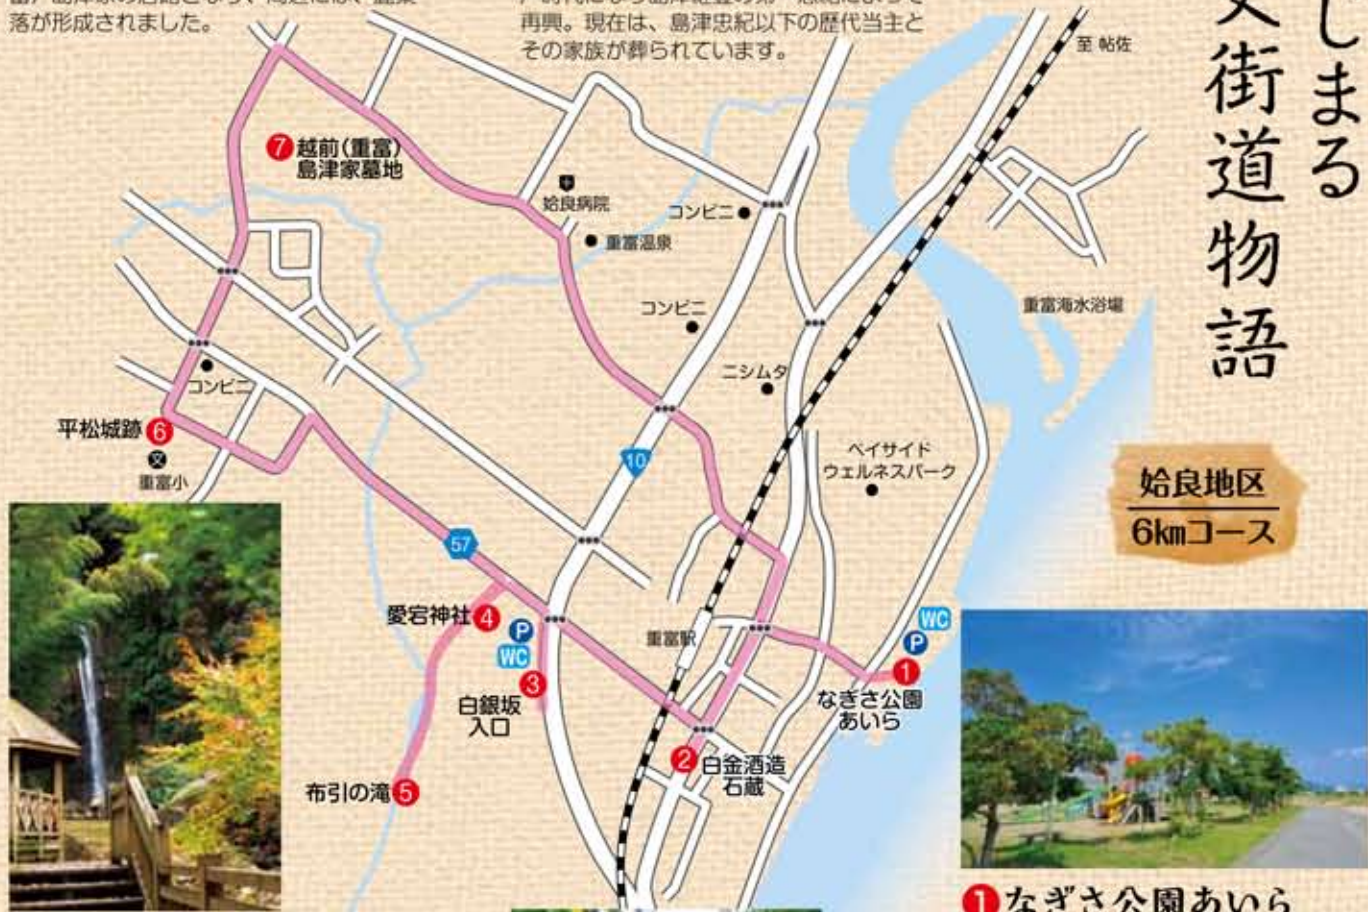 落が形成されました。
再興。現在は、島津忠紀以下の歴代当主と
その家族が葬られています。
しまる
街道物語
至 帖佐
7 越前(重富)
島津家墓地
姶良病院
コンビニ
重富温泉
コンビニ
重富海水浴場
ニシムタ
コンビニ
平松城跡 6
文
重富小
10
ベイサイド
ウェルネスパーク
姶良地区
6kmコース
57
愛宕神社 4
P
WC
3
白銀坂
入口
重富駅
WC
P
1
なぎさ公園
あいら
2 白金酒造
石蔵
布引の滝 5
1 なぎさ公園あいら